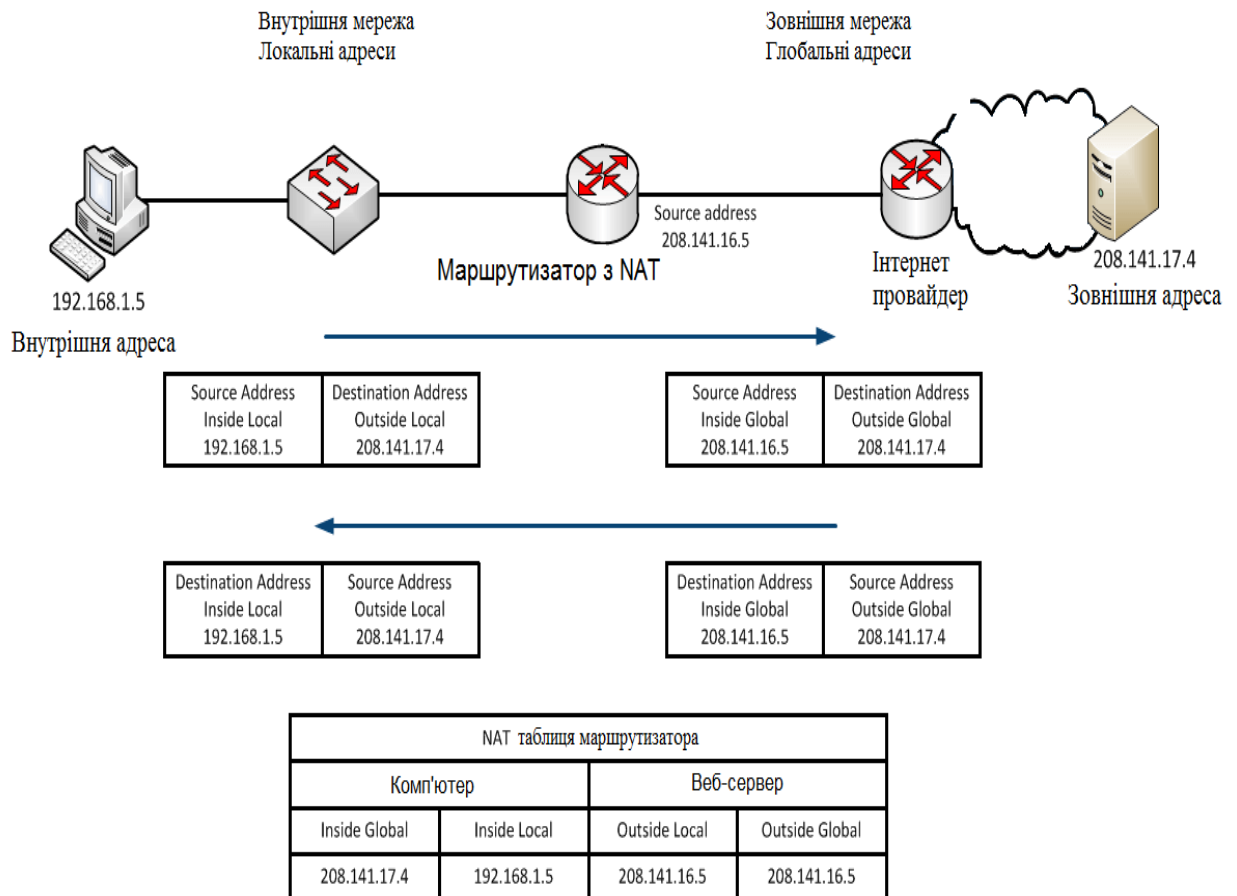 Внутрішня мережа
Локальні адреси
Зовнішня мережа
Глобальні адреси
Source address
208.141.16.5
Маршрутизатор з NAT
Інтернет
провайдер
208.141.17.4
Зовнішня адреса
192.168.1.5
Внутрішня адреса
Source Address
Inside Local
192.168.1.5
Destination Address
Outside Local
208.141.17.4
Source Address
Inside Global
208.141.16.5
Destination Address
Outside Global
208.141.17.4
Destination Address
Inside Local
192.168.1.5
Source Address
Outside Local
208.141.17.4
Destination Address
Inside Global
208.141.16.5
Source Address
Outside Global
208.141.17.4
NAT таблиця маршрутизатора
Комп'ютер
Веб-сервер
Inside Global
Inside Local
Outside Local
Outside Global
208.141.17.4
192.168.1.5
208.141.16.5
208.141.16.5